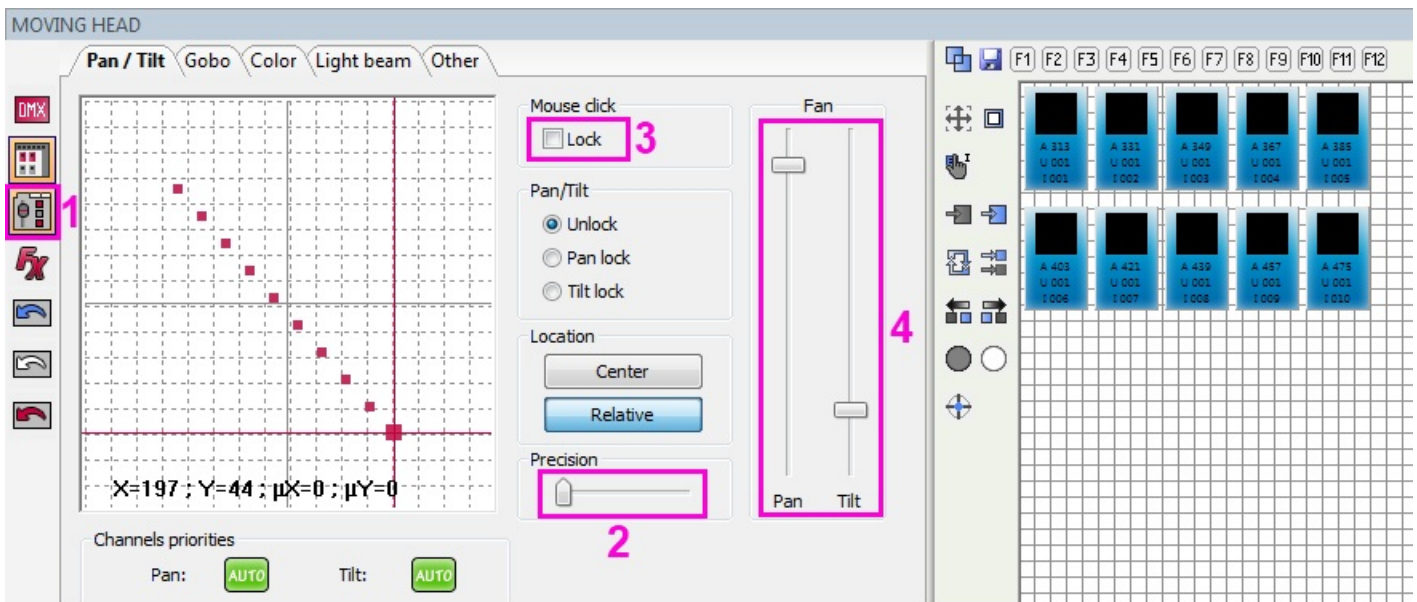 MOVING HEAD
Pan / Tilt Gobo Color Light beam Other
F1 F2 F3 F4 F5 F6 F7 F8 F9 F10 F11 F12
DMX
1
FX
X=197 ; Y=44 ; µX=0 ; µY=0
Channels priorities
Pan: AUTO Tilt: AUTO
Mouse click
Lock
3
Pan/Tilt
Unlock
Pan lock
Tilt lock
Location
Center
Relative
Precision
2
Fan
4
Pan Tilt
A 313 A 331 A 349 A 367 A 385
U 001 U 001 U 001 U 001 U 001
I 001 I 002 I 003 I 004 I 005
A 403 A 421 A 439 A 457 A 475
U 001 U 001 U 001 U 001 U 001
I 006 I 007 I 008 I 009 I 010